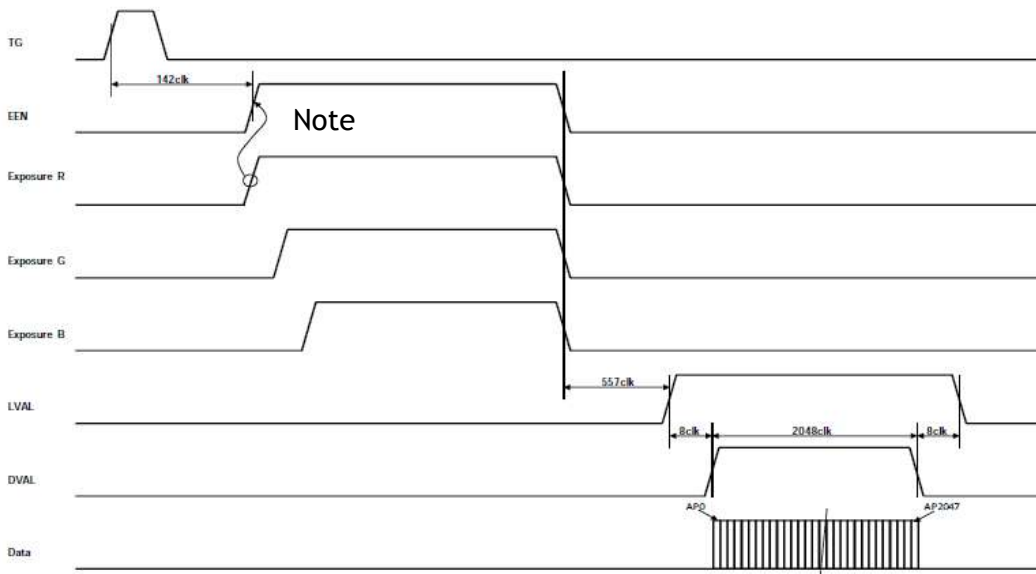 TG
142clk
EEN
Note
Exposure R
Exposure G
Exposure B
557clk
LVAL
8clk
2048clk
8clk
DVAL
AP0
AP2047
Data